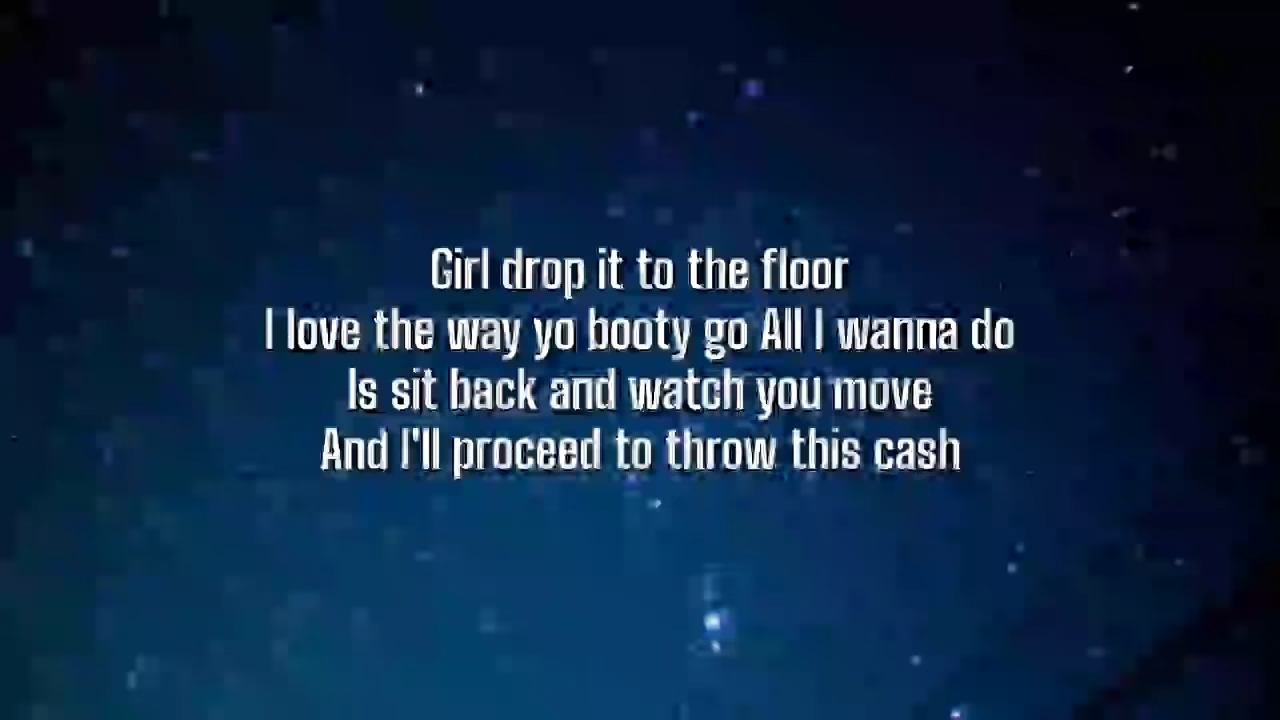 Girl drop it to the floor
I love the way yo booty go All I wanna do
Is sit back and watch you move
And I'll proceed to throw this cash